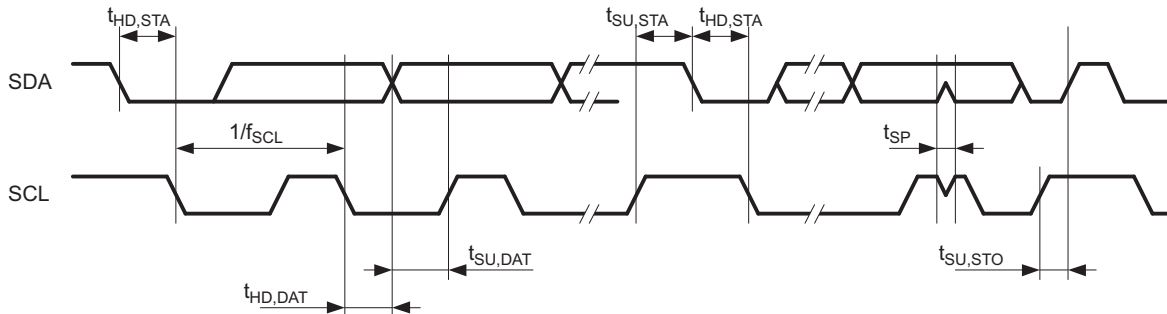 tHD,STA
tSU,STA
tHD,STA
SDA
1/fSCL
tSP
SCL
tSU,DAT
tSU,STO
tHD,DAT